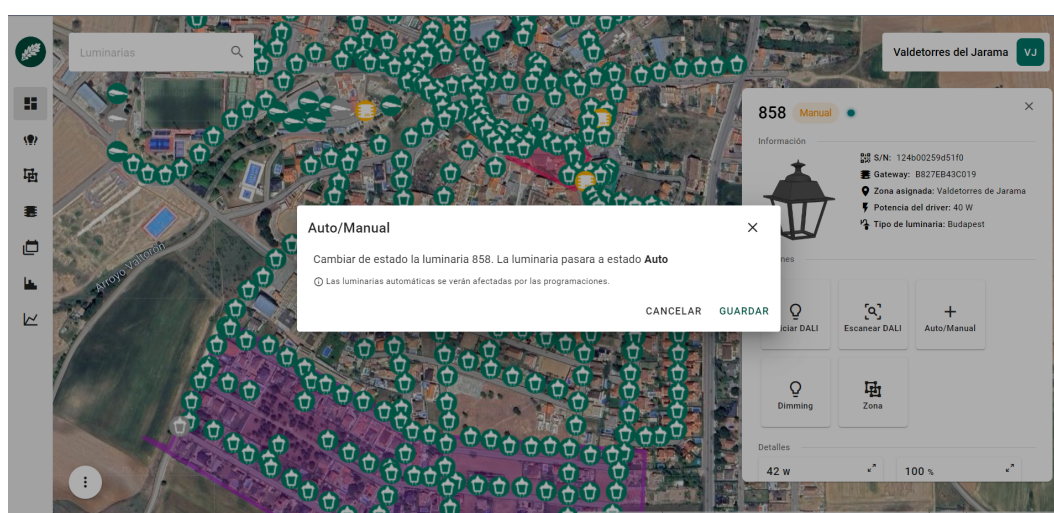 Luminarias
Valdetorres del Jarama
VJ
858
Manual
Información
S/N: 124b00259d51f0
Gateway: B827EB43C019
Zona asignada: Valdetorres de Jarama
Potencia del driver: 40 W
Tipo de luminaria: Budapest
Auto/Manual
Cambiar de estado la luminaria 858. La luminaria pasara a estado Auto
Las luminarias automáticas se verán afectadas por las programaciones.
CANCELAR GUARDAR
Arroyo Valtorón
DALI
Escanear DALI
Auto/Manual
Dimming
Zona
Detalles
42 W
100 %